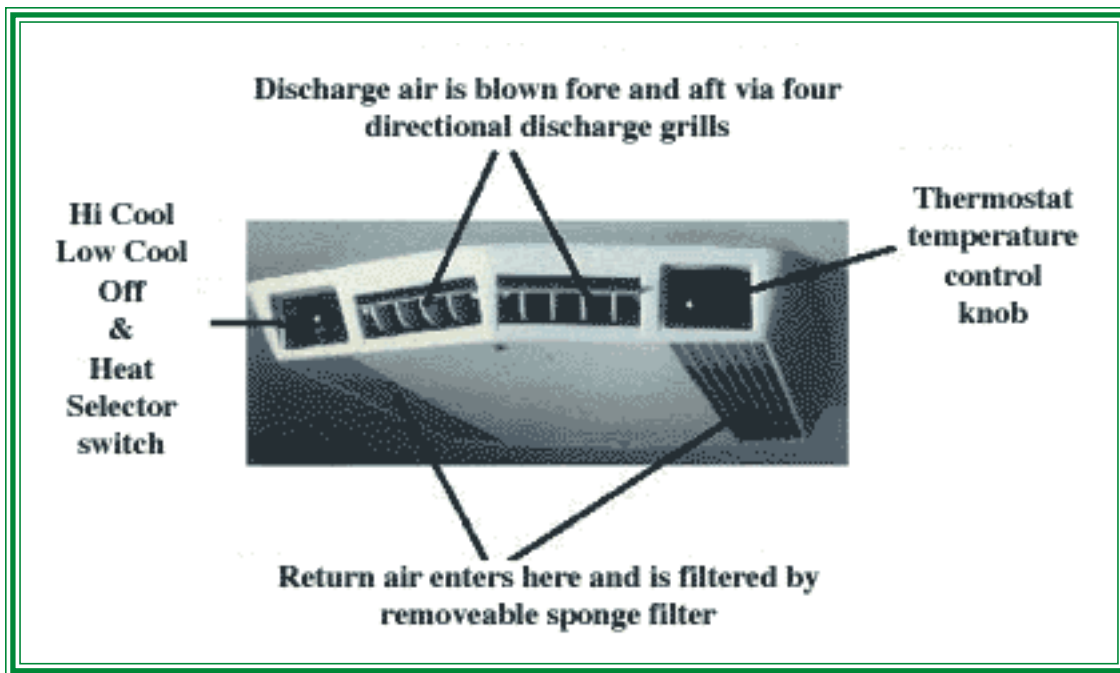 Discharge air is blown fore and aft via four
directional discharge grills
Hi Cool
Low Cool
Off
&
Heat
Selector
switch
Thermostat
temperature
control
knob
Return air enters here and is filtered by
removeable sponge filter